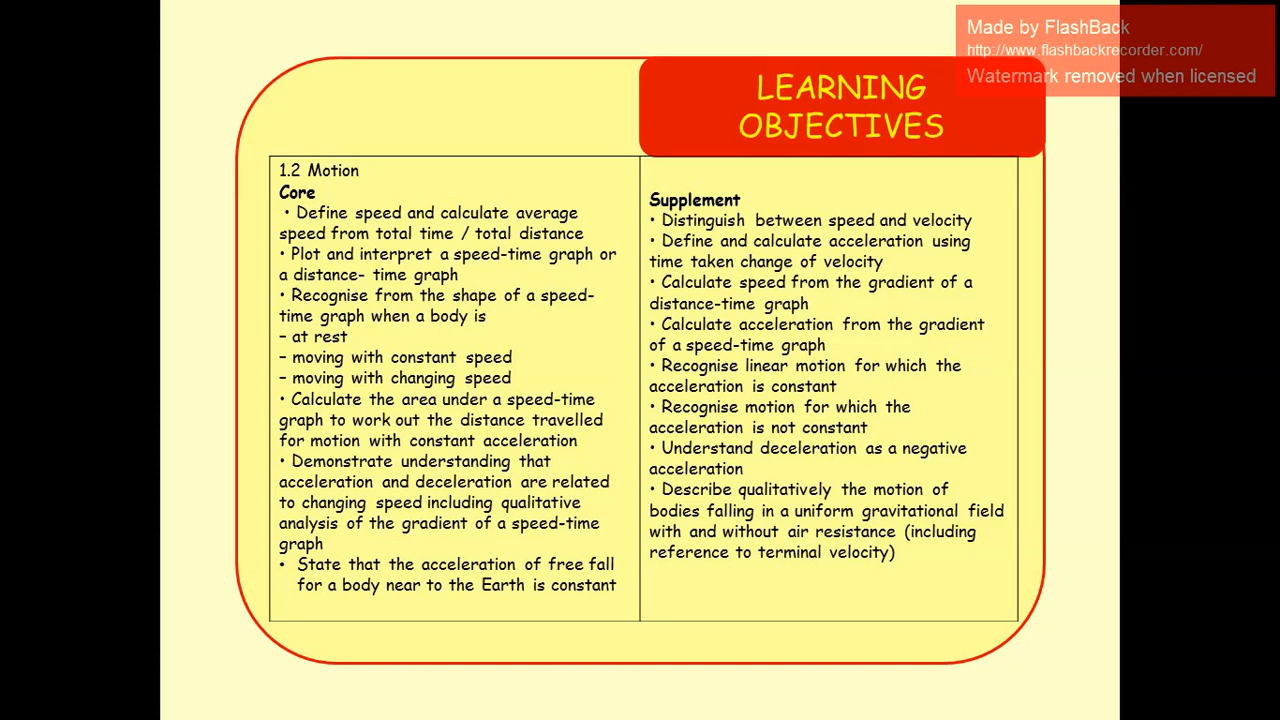 Made by FlashBack
http://www.flashbackrecorder.com/
Watermark removed when licensed
LEARNING
OBJECTIVES
1.2 Motion
Core
• Define speed and calculate average
speed from total time / total distance
• Plot and interpret a speed-time graph or
a distance- time graph
• Recognise from the shape of a speed-
time graph when a body is
– at rest
– moving with constant speed
– moving with changing speed
• Calculate the area under a speed-time
graph to work out the distance travelled
for motion with constant acceleration
• Demonstrate understanding that
acceleration and deceleration are related
to changing speed including qualitative
analysis of the gradient of a speed-time
graph
• State that the acceleration of free fall
for a body near to the Earth is constant
Supplement
• Distinguish between speed and velocity
• Define and calculate acceleration using
time taken change of velocity
• Calculate speed from the gradient of a
distance-time graph
• Calculate acceleration from the gradient
of a speed-time graph
• Recognise linear motion for which the
acceleration is constant
• Recognise motion for which the
acceleration is not constant
• Understand deceleration as a negative
acceleration
• Describe qualitatively the motion of
bodies falling in a uniform gravitational field
with and without air resistance (including
reference to terminal velocity)